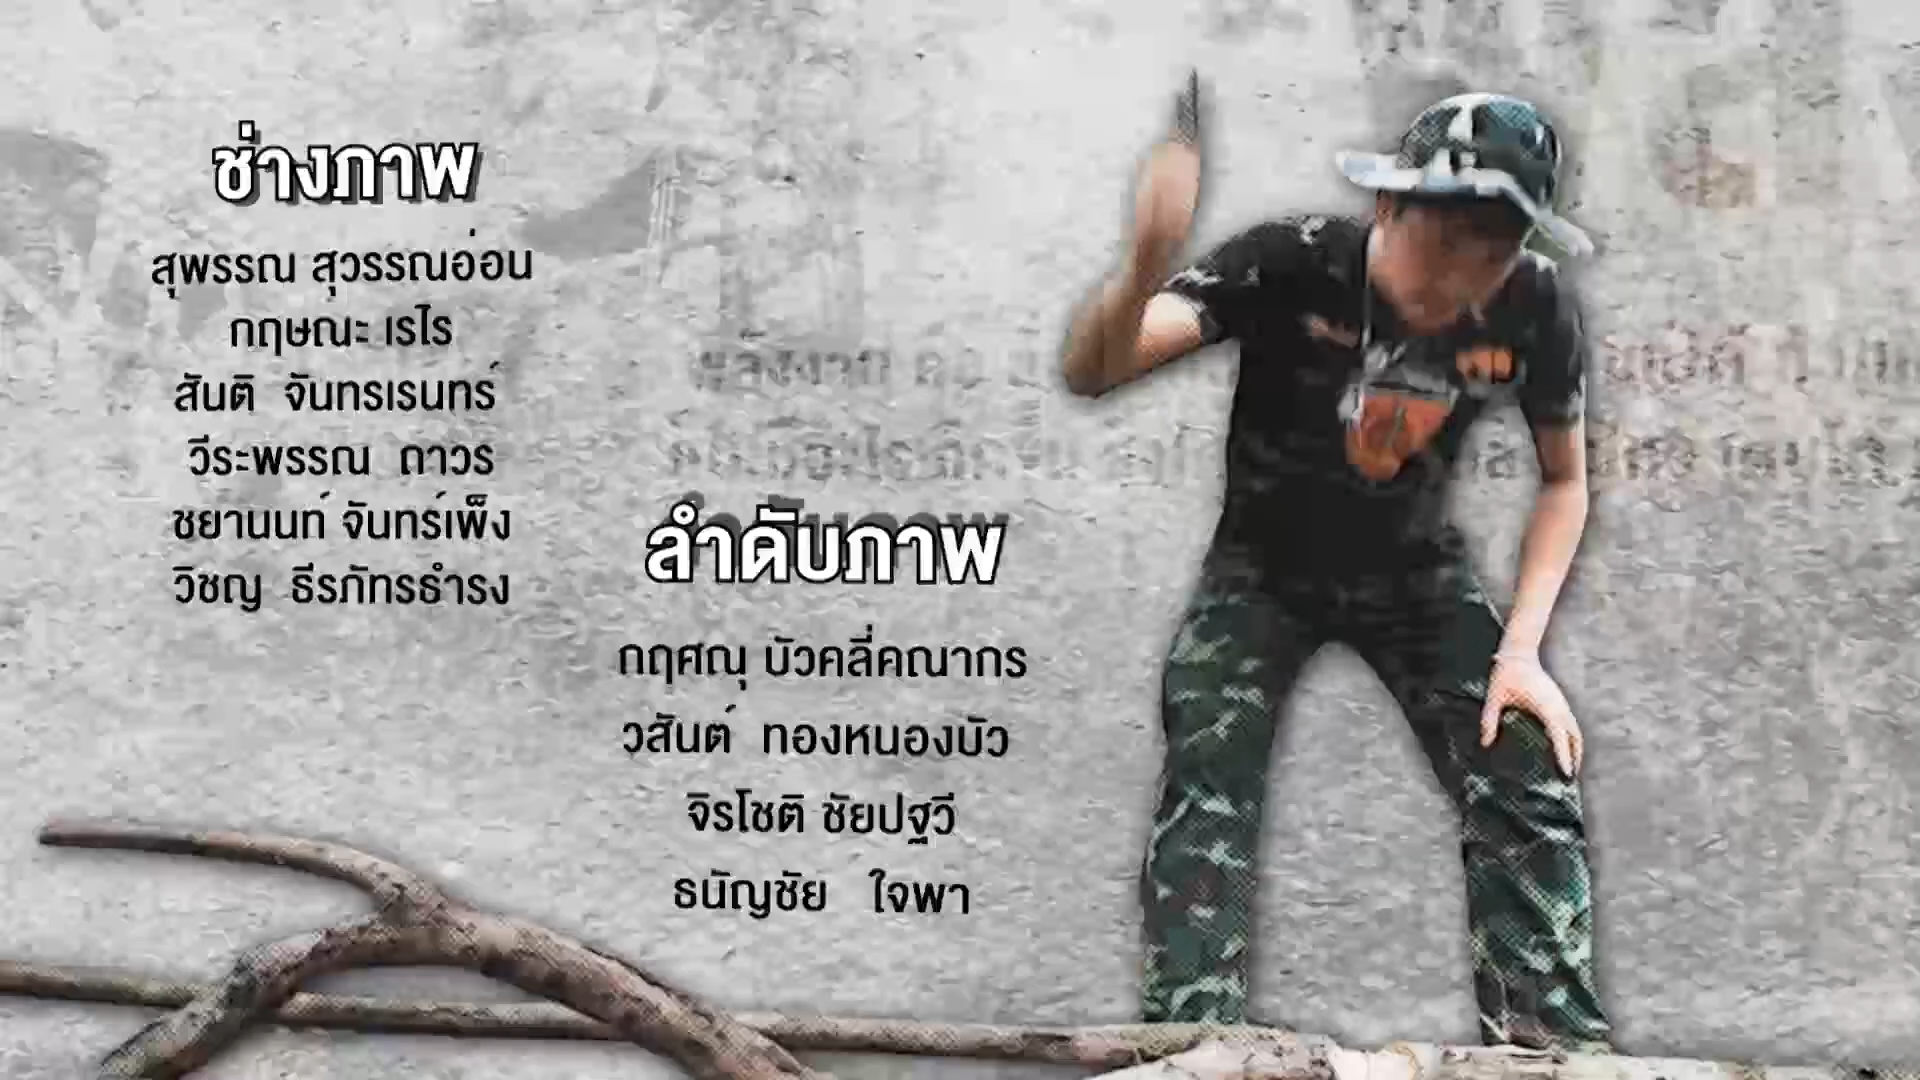 ช่างภาพ
สุพรรณ สุวรรณอ่อน
กฤษณะ เรไร
สันติ จันทรเรนทร์
วีระพรรณ ถาวร
ชยานนท์ จันทร์เพ็ง
วิชญ ธีรภัทรธำรง
ลำดับภาพ
กฤศณุ บัวคลี่คณากร
วสันต์ ทองหนองบัว
จิรโชติ ชัยปฐวี
ธนัญชัย ใจพา